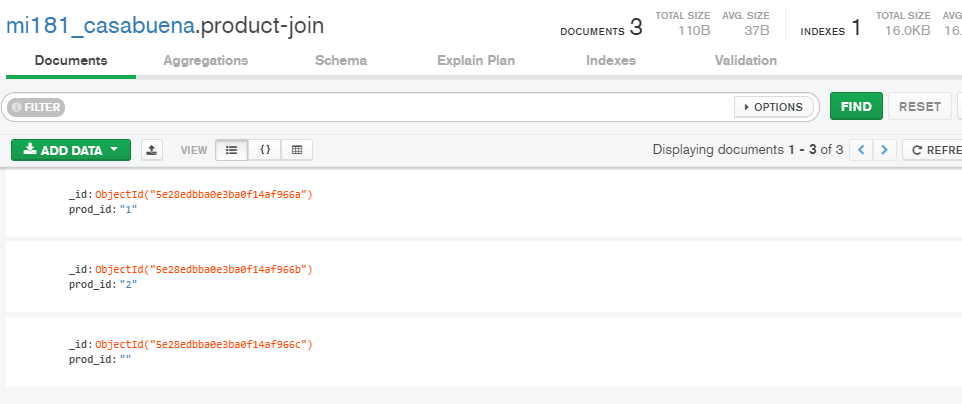 mi181_casabuena.product-join
DOCUMENTS 3 TOTAL SIZE 110B AVG. SIZE 37B INDEXES 1 TOTAL SIZE 16.0KB AVG 16.
Documents Aggregations Schema Explain Plan Indexes Validation
FILTER OPTIONS FIND RESET
ADD DATA VIEW {} Displaying documents 1 - 3 of 3 < > C REFRE
_id: ObjectId("5e28edbba0e3ba0f14af966a")
prod_id: "1"
_id: ObjectId("5e28edbba0e3ba0f14af966b")
prod_id: "2"
_id: ObjectId("5e28edbba0e3ba0f14af966c")
prod_id: ""